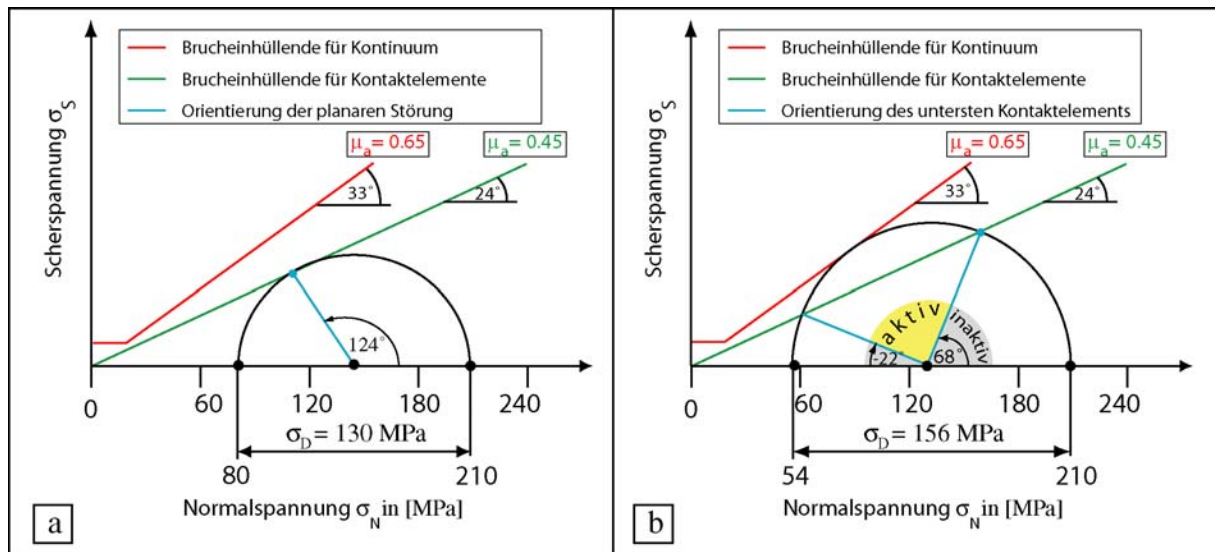 Brucheinhüllende für Kontinuum
Brucheinhüllende für Kontaktelemente
Orientierung der planaren Störung
Scherspannung σS
μa= 0.65
μa= 0.45
33°
24°
124°
0 60 120 180 240
σD= 130 MPa
80 210
Normalspannung σN in [MPa]
a
Brucheinhüllende für Kontinuum
Brucheinhüllende für Kontaktelemente
Orientierung des untersten Kontaktelements
Scherspannung σS
μa= 0.65
μa= 0.45
33°
24°
aktiv
inaktiv
-22°
68°
0 60 130 180 240
σD= 156 MPa
54 210
Normalspannung σN in [MPa]
b